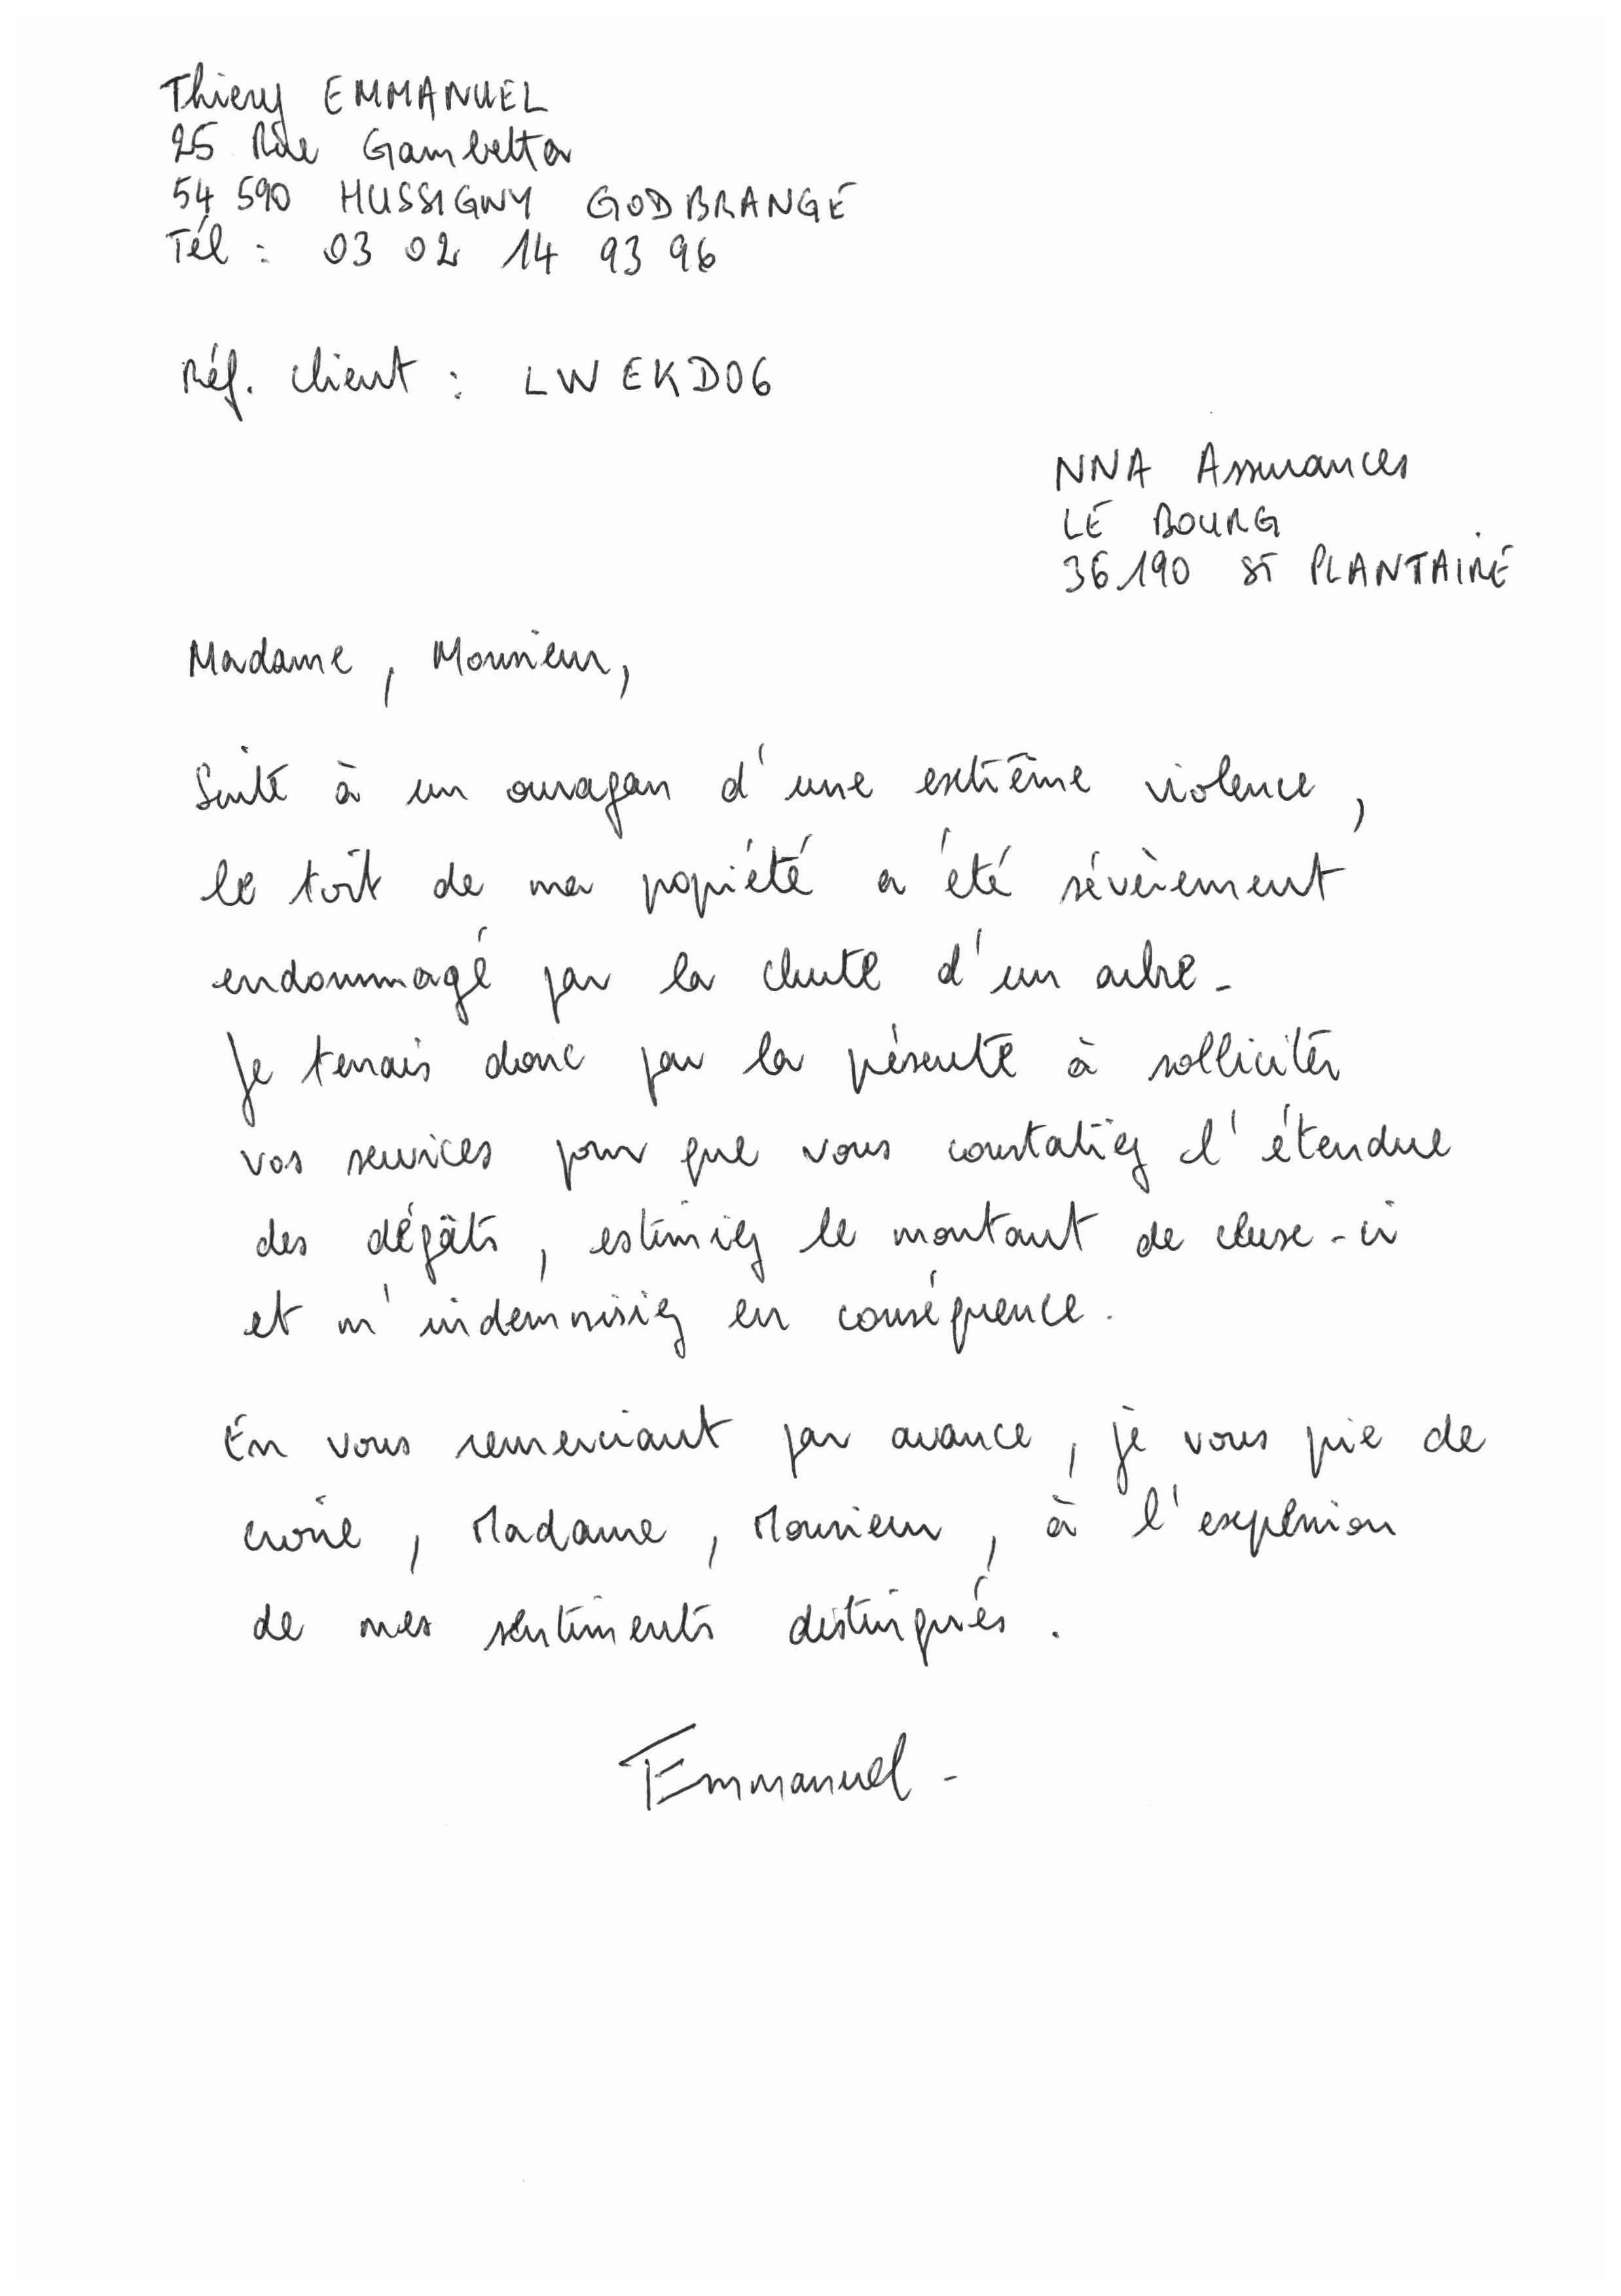 Thiery EMMANUEL
25 Rue Gambetta
54 590 HUSSIGNY GODBRANGE
Tél : 03 02 14 93 96
Réf. client : LWEKD06
NNA Assurances
LE BOURG
36190 ST PLANTAIRE
Madame, Monsieur,
Suite à un ouragan d'une extrême violence,
le toit de ma propriété a été sévèrement
endommagé par la chute d'un arbre.
Je tenais donc par la présente à solliciter
vos services pour que vous constatiez l'étendue
des dégâts, estimiez le montant de ceux-ci
et m'indemnisiez en conséquence.
En vous remerciant par avance, je vous prie de
croire, Madame, Monsieur, à l'expression
de mes sentiments distingués.
Emmanuel -